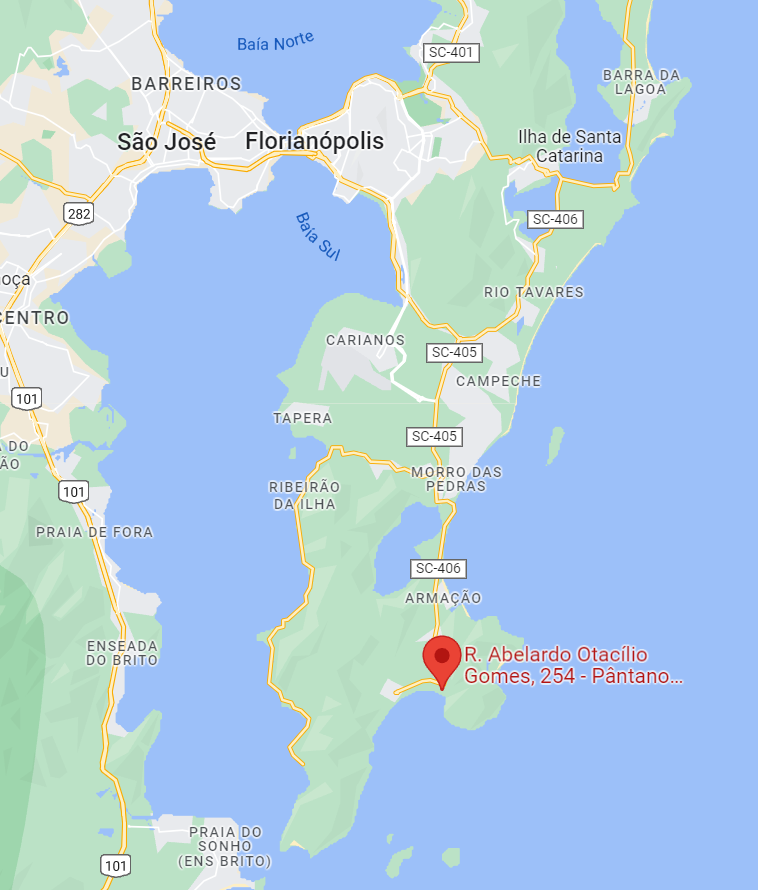 Baía Norte
SC-401
BARREIROS
BARRA DA
LAGOA
São José
Florianópolis
Ilha de Santa
Catarina
282
SC-406
Baía Sul
oça
RIO TAVARES
CENTRO
CARIANOS
SC-405
U
CAMPECHE
101
TAPERA
SC-405
A DO
ÃO
MORRO DAS
PEDRAS
RIBEIRÃO
DA ILHA
101
PRAIA DE FORA
SC-406
ARMAÇÃO
ENSEADA
DO BRITO
R. Abelardo Otacílio
Gomes, 254 - Pântano...
PRAIA DO
SONHO
(ENS BRITO)
101